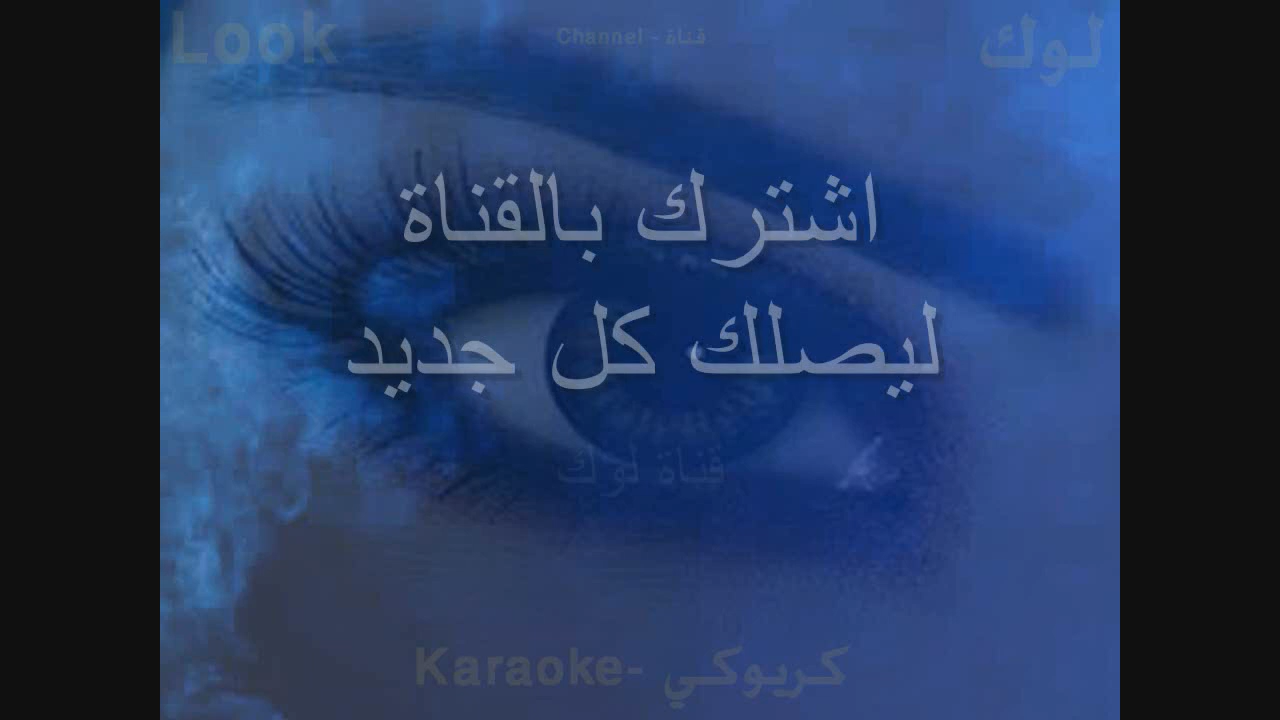 Look
Channel - قناة
لوك
اشترك بالقناة
ليصلك كل جديد
قناة لوك
Karaoke- كريوكي